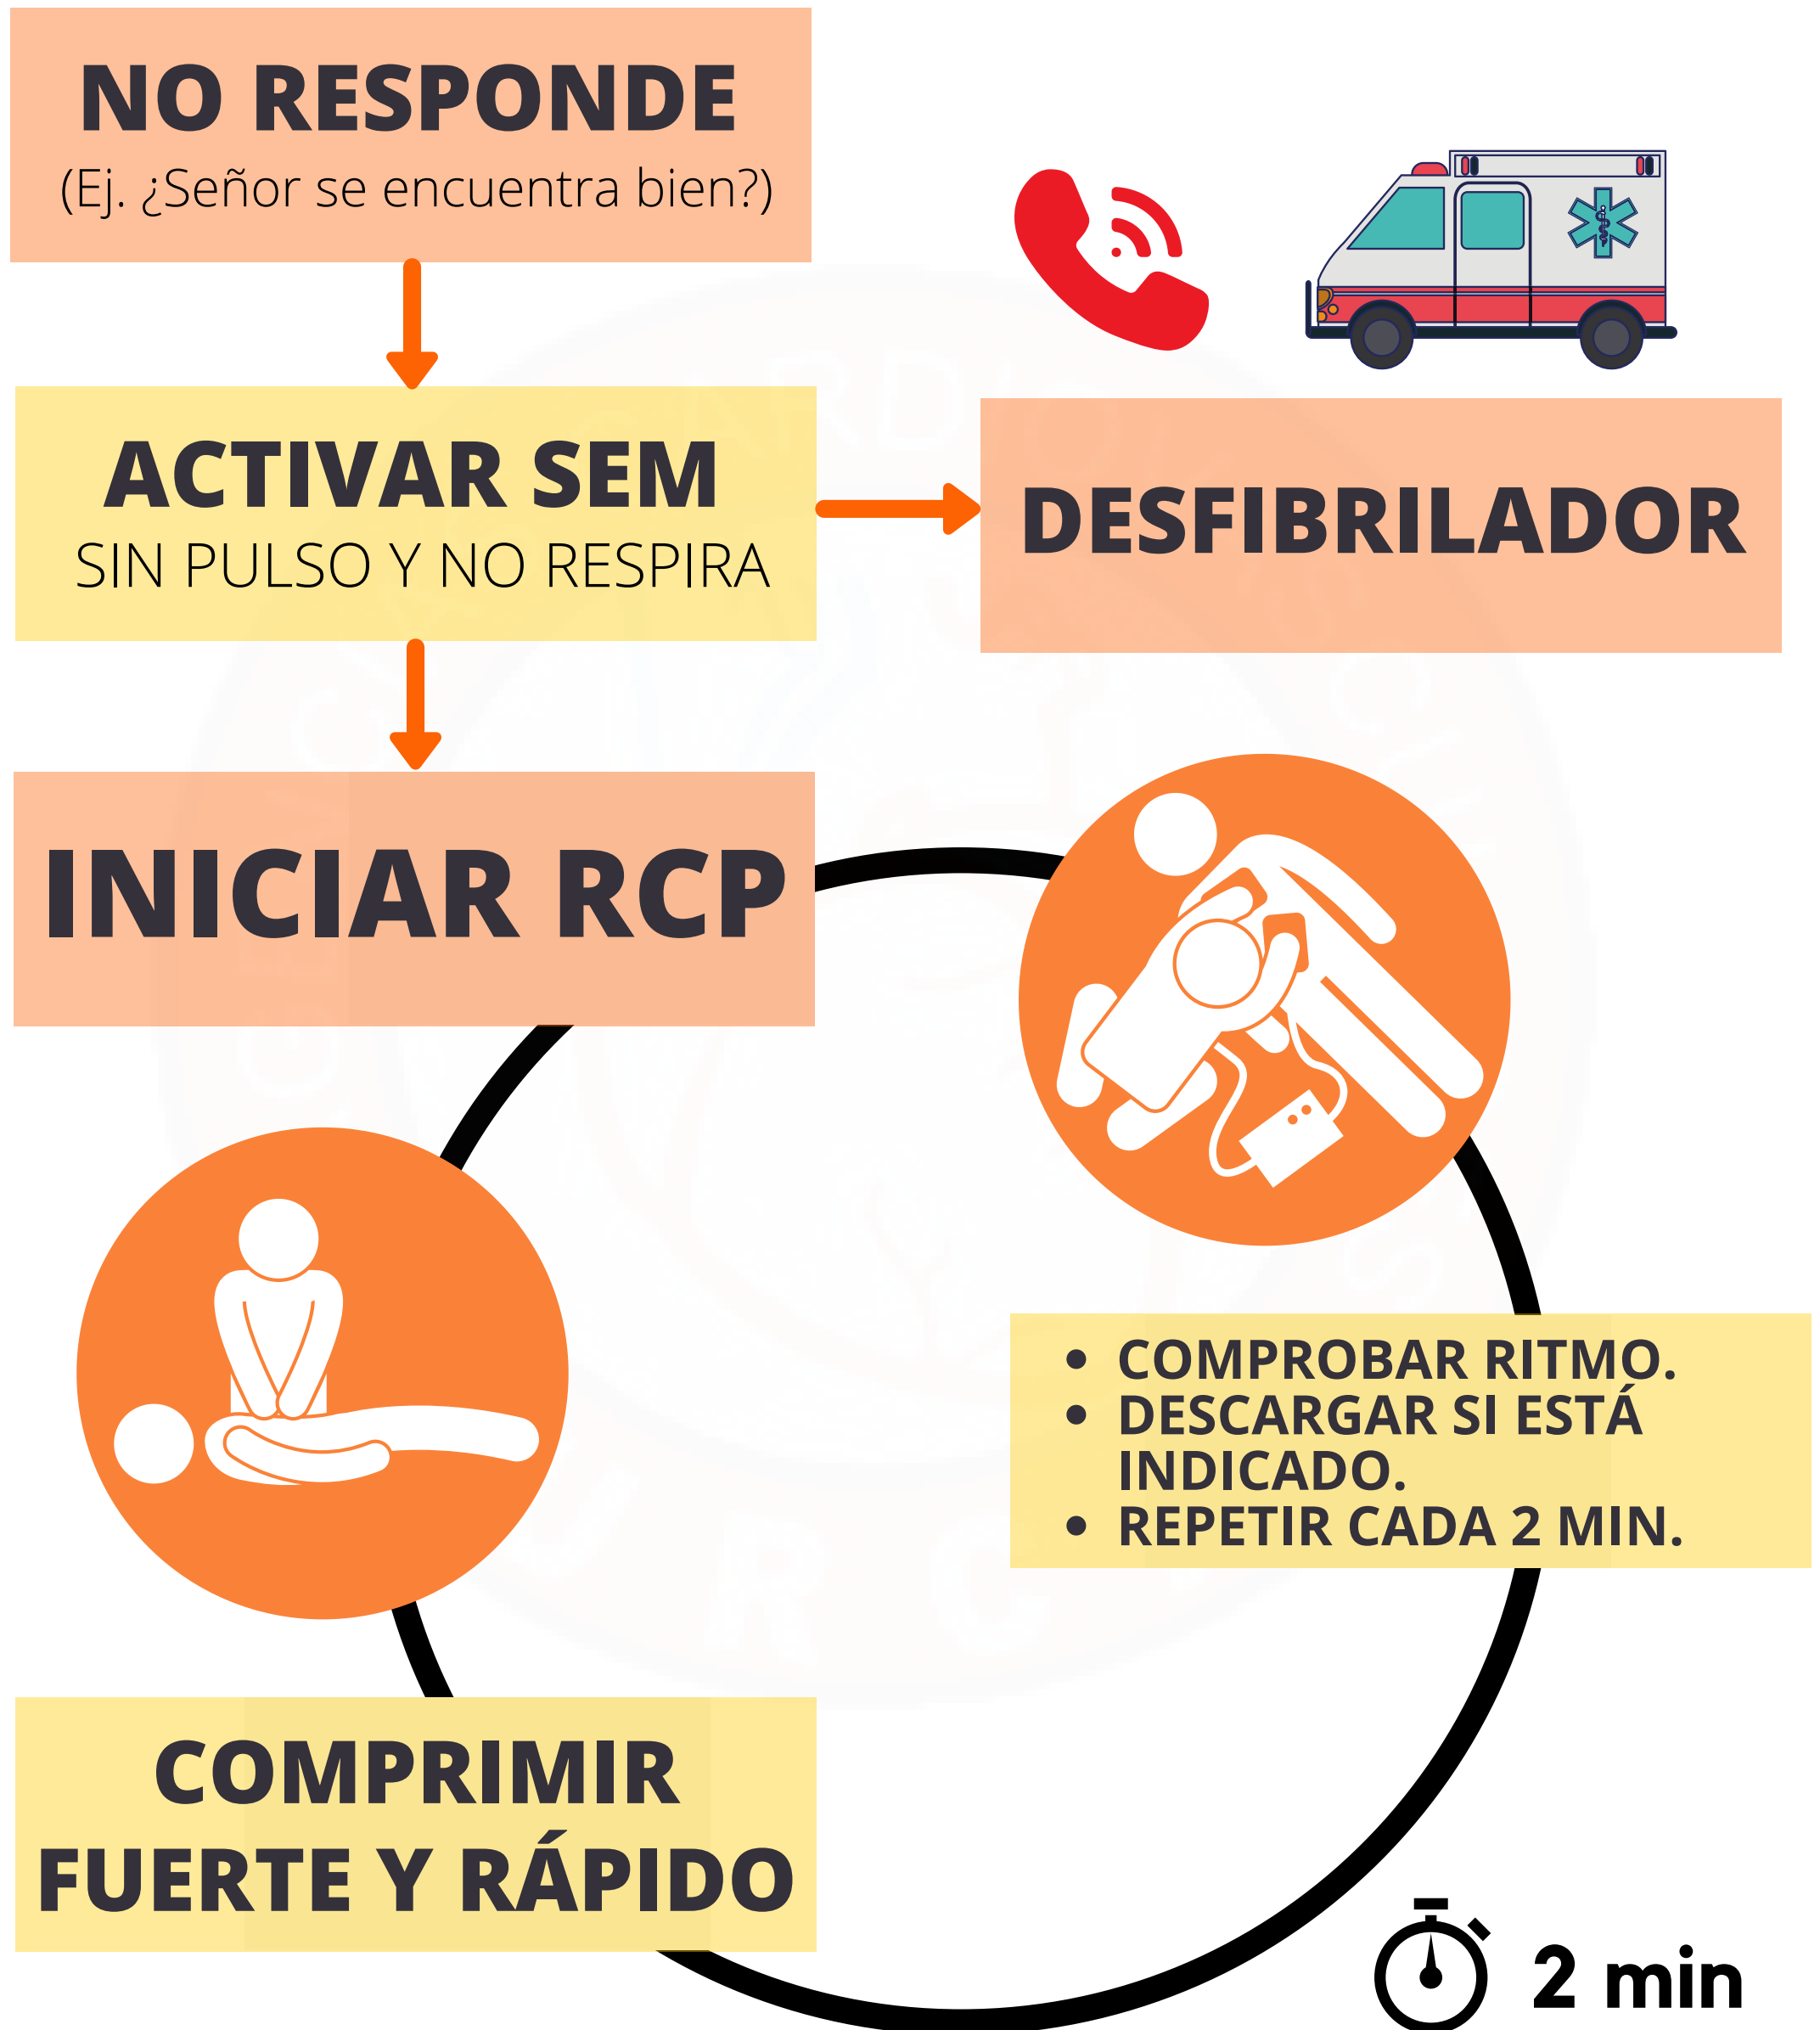 NO RESPONDE
(Ej. ¿Señor se encuentra bien?)
ACTIVAR SEM
SIN PULSO Y NO RESPIRA
DESFIBRILADOR
INICIAR RCP
• COMPROBAR RITMO.
• DESCARGAR SI ESTÁ
INDICADO.
• REPETIR CADA 2 MIN.
COMPRIMIR
FUERTE Y RÁPIDO
2 min